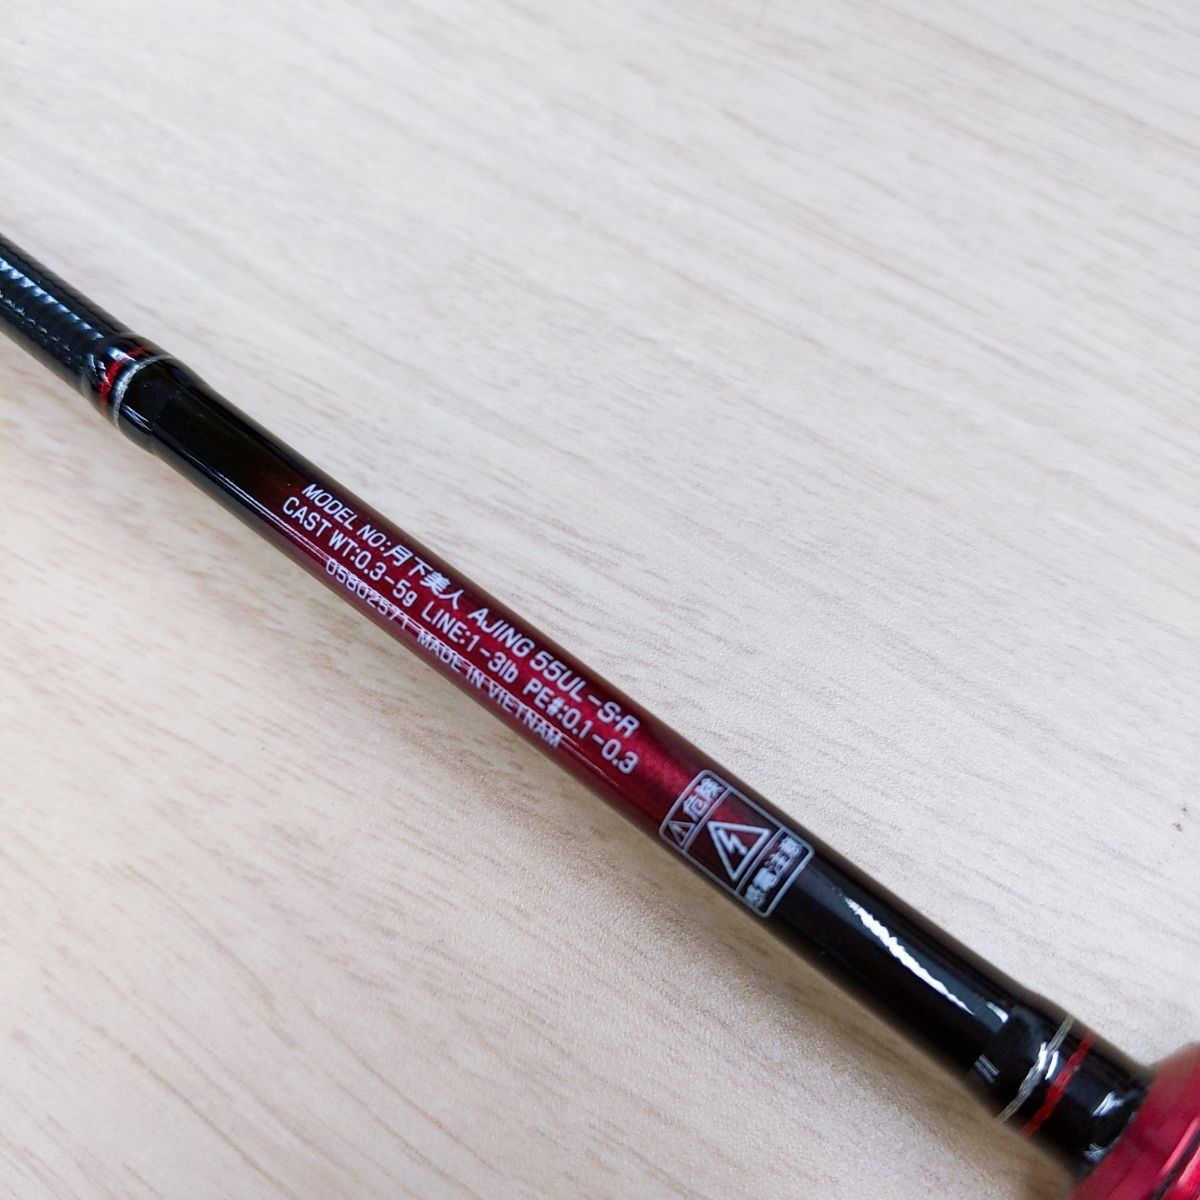 MODEL NO:月下美人 AJING 55UL-S·R
CAST WT:0.3-5g LINE:1-3lb PE#:0.1-0.3
05802571 MADE IN VIETNAM
危険
感電注意